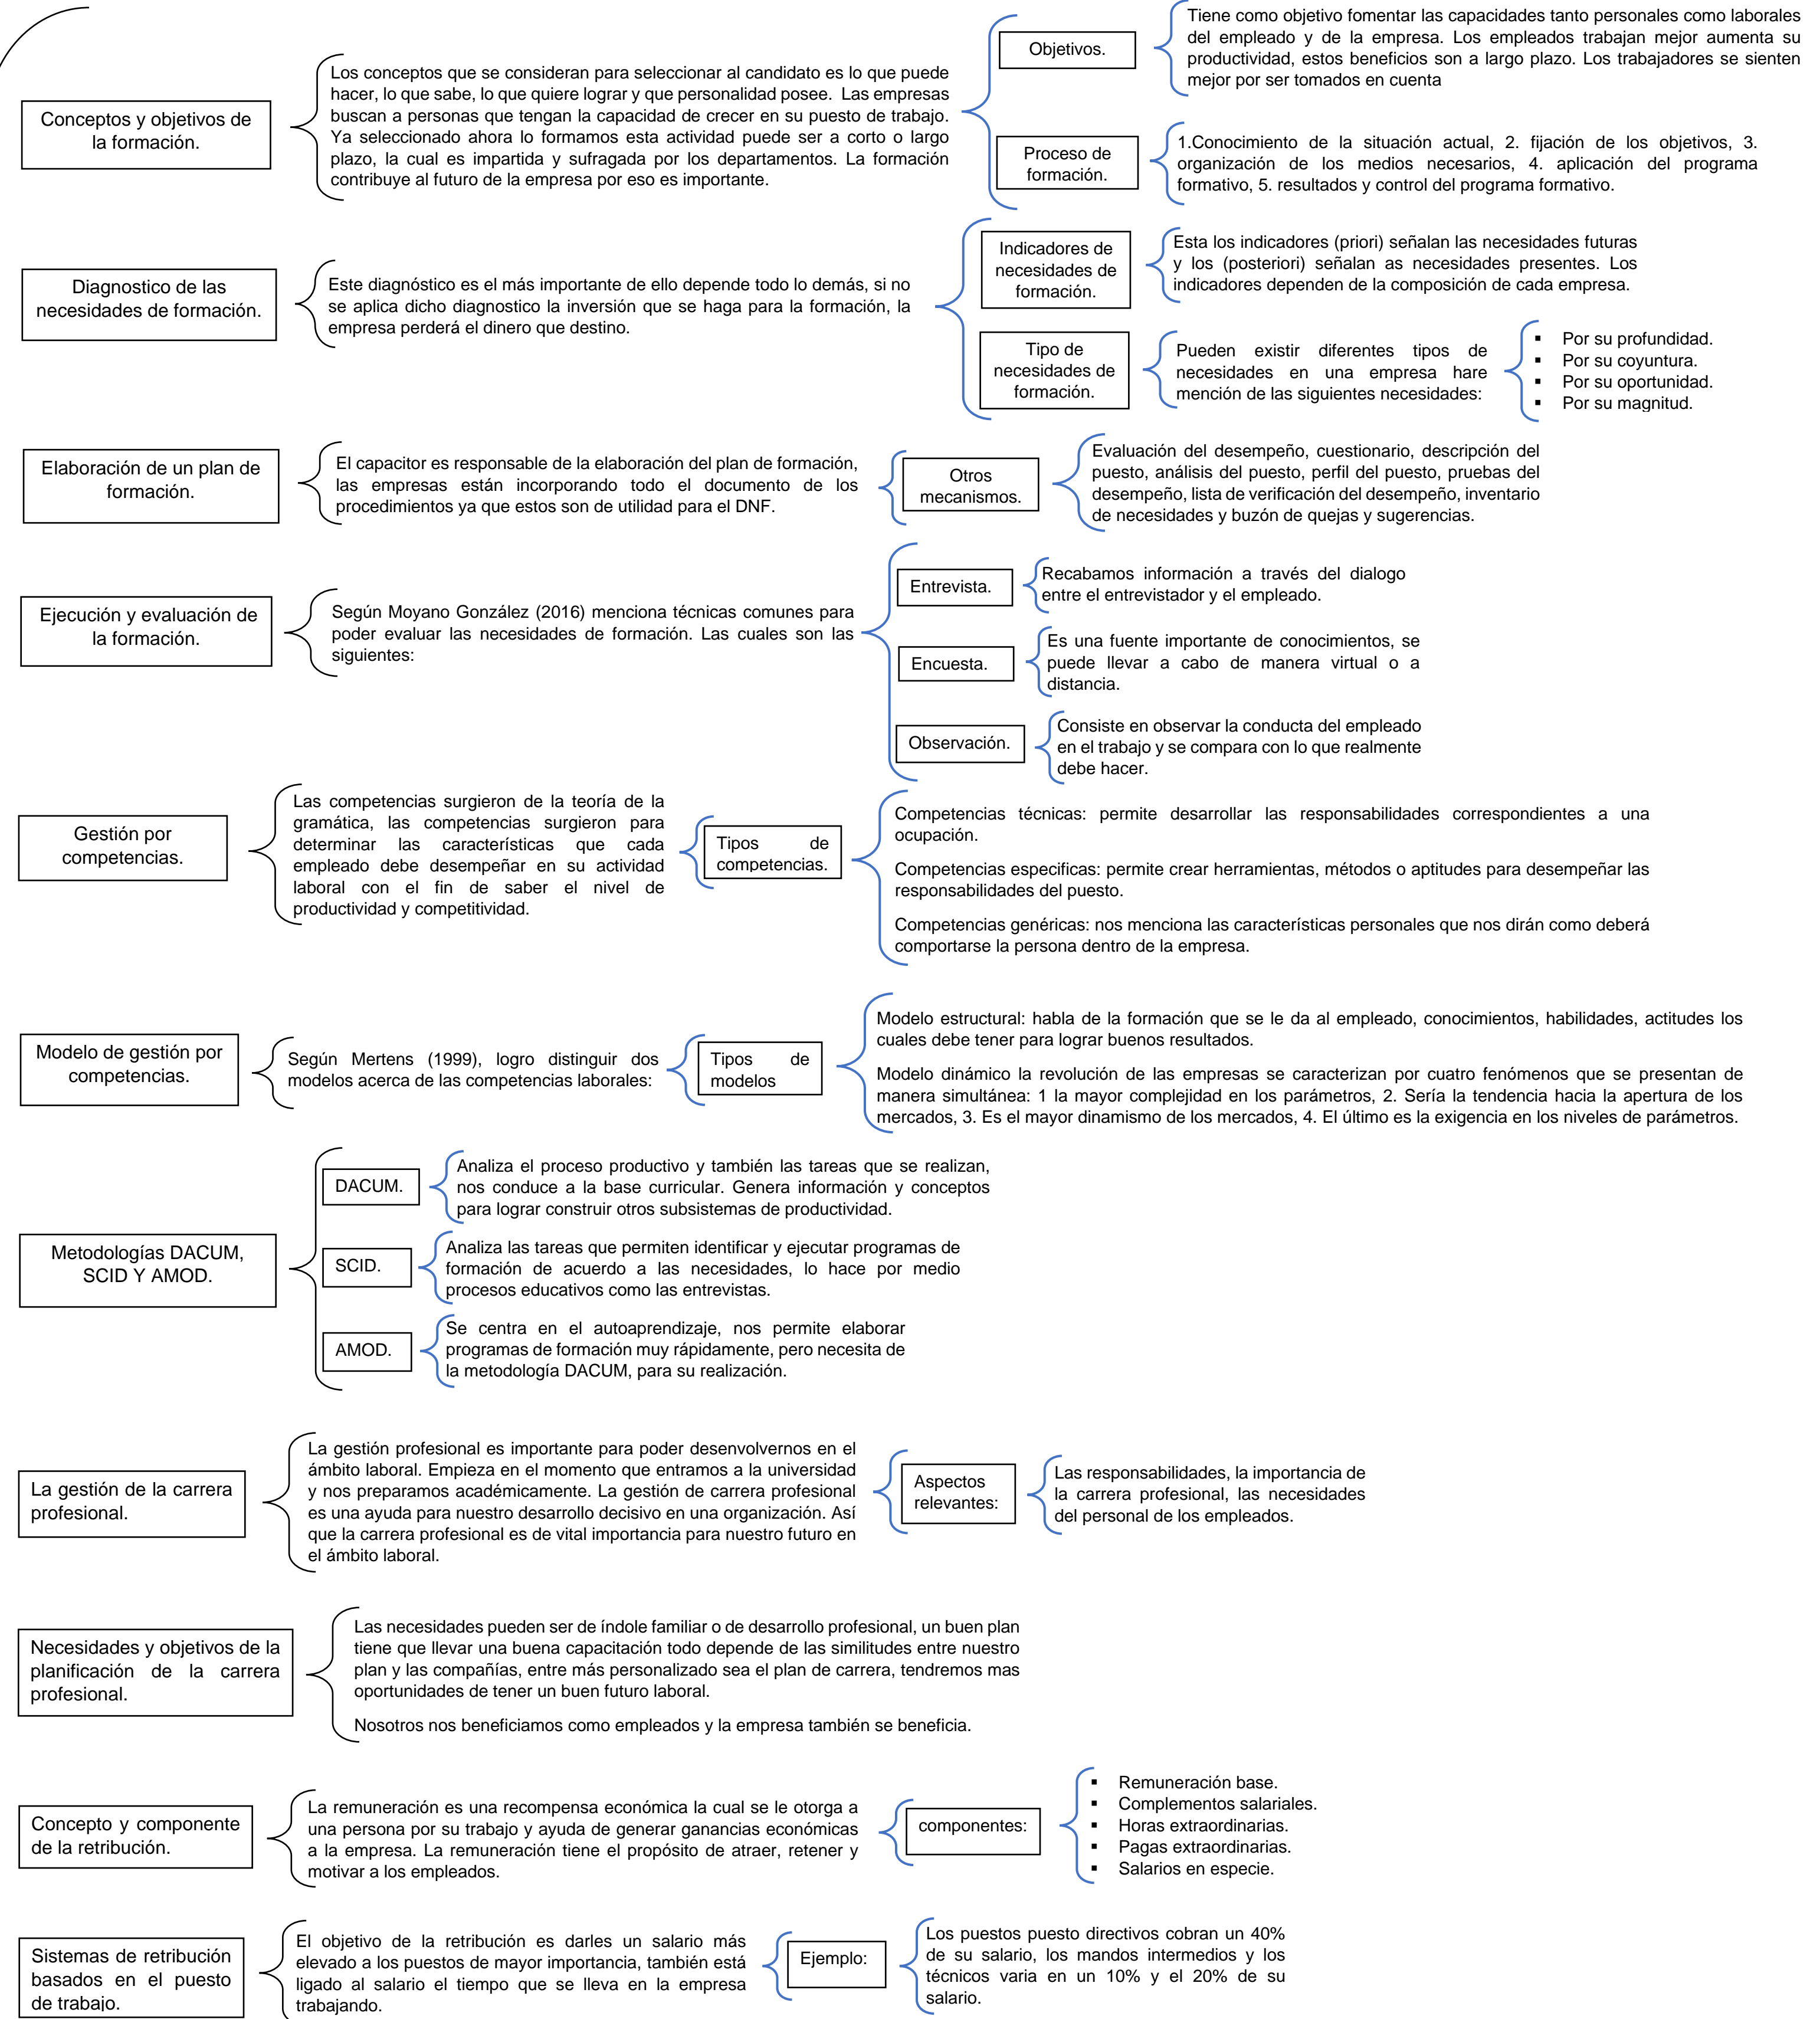 Conceptos y objetivos de
la formación.
Los conceptos que se consideran para seleccionar al candidato es lo que puede
hacer, lo que sabe, lo que quiere lograr y que personalidad posee. Las empresas
buscan a personas que tengan la capacidad de crecer en su puesto de trabajo.
Ya seleccionado ahora lo formamos esta actividad puede ser a corto o largo
plazo, la cual es impartida y sufragada por los departamentos. La formación
contribuye al futuro de la empresa por eso es importante.
Objetivos.
Tiene como objetivo fomentar las capacidades tanto personales como laborales
del empleado y de la empresa. Los empleados trabajan mejor aumenta su
productividad, estos beneficios son a largo plazo. Los trabajadores se sienten
mejor por ser tomados en cuenta
Proceso de
formación.
1.Conocimiento de la situación actual, 2. fijación de los objetivos, 3.
organización de los medios necesarios, 4. aplicación del programa
formativo, 5. resultados y control del programa formativo.
Diagnostico de las
necesidades de formación.
Este diagnóstico es el más importante de ello depende todo lo demás, si no
se aplica dicho diagnostico la inversión que se haga para la formación, la
empresa perderá el dinero que destino.
Indicadores de
necesidades de
formación.
Esta los indicadores (priori) señalan las necesidades futuras
y los (posteriori) señalan as necesidades presentes. Los
indicadores dependen de la composición de cada empresa.
Tipo de
necesidades de
formación.
Pueden existir diferentes tipos de
necesidades en una empresa hare
mención de las siguientes necesidades:
▪ Por su profundidad.
▪ Por su coyuntura.
▪ Por su oportunidad.
▪ Por su magnitud.
Elaboración de un plan de
formación.
El capacitor es responsable de la elaboración del plan de formación,
las empresas están incorporando todo el documento de los
procedimientos ya que estos son de utilidad para el DNF.
Otros
mecanismos.
Evaluación del desempeño, cuestionario, descripción del
puesto, análisis del puesto, perfil del puesto, pruebas del
desempeño, lista de verificación del desempeño, inventario
de necesidades y buzón de quejas y sugerencias.
Ejecución y evaluación de
la formación.
Según Moyano González (2016) menciona técnicas comunes para
poder evaluar las necesidades de formación. Las cuales son las
siguientes:
Entrevista.
Recabamos información a través del dialogo
entre el entrevistador y el empleado.
Encuesta.
Es una fuente importante de conocimientos, se
puede llevar a cabo de manera virtual o a
distancia.
Observación.
Consiste en observar la conducta del empleado
en el trabajo y se compara con lo que realmente
debe hacer.
Gestión por
competencias.
Las competencias surgieron de la teoría de la
gramática, las competencias surgieron para
determinar las características que cada
empleado debe desempeñar en su actividad
laboral con el fin de saber el nivel de
productividad y competitividad.
Tipos de
competencias.
Competencias técnicas: permite desarrollar las responsabilidades correspondientes a una
ocupación.
Competencias especificas: permite crear herramientas, métodos o aptitudes para desempeñar las
responsabilidades del puesto.
Competencias genéricas: nos menciona las características personales que nos dirán como deberá
comportarse la persona dentro de la empresa.
Modelo de gestión por
competencias.
Según Mertens (1999), logro distinguir dos
modelos acerca de las competencias laborales:
Tipos de
modelos
Modelo estructural: habla de la formación que se le da al empleado, conocimientos, habilidades, actitudes los
cuales debe tener para lograr buenos resultados.
Modelo dinámico la revolución de las empresas se caracterizan por cuatro fenómenos que se presentan de
manera simultánea: 1 la mayor complejidad en los parámetros, 2. Sería la tendencia hacia la apertura de los
mercados, 3. Es el mayor dinamismo de los mercados, 4. El último es la exigencia en los niveles de parámetros.
Metodologías DACUM,
SCID Y AMOD.
DACUM.
Analiza el proceso productivo y también las tareas que se realizan,
nos conduce a la base curricular. Genera información y conceptos
para lograr construir otros subsistemas de productividad.
SCID.
Analiza las tareas que permiten identificar y ejecutar programas de
formación de acuerdo a las necesidades, lo hace por medio
procesos educativos como las entrevistas.
AMOD.
Se centra en el autoaprendizaje, nos permite elaborar
programas de formación muy rápidamente, pero necesita de
la metodología DACUM, para su realización.
La gestión de la carrera
profesional.
La gestión profesional es importante para poder desenvolvernos en el
ámbito laboral. Empieza en el momento que entramos a la universidad
y nos preparamos académicamente. La gestión de carrera profesional
es una ayuda para nuestro desarrollo decisivo en una organización. Así
que la carrera profesional es de vital importancia para nuestro futuro en
el ámbito laboral.
Aspectos
relevantes:
Las responsabilidades, la importancia de
la carrera profesional, las necesidades
del personal de los empleados.
Necesidades y objetivos de la
planificación de la carrera
profesional.
Las necesidades pueden ser de índole familiar o de desarrollo profesional, un buen plan
tiene que llevar una buena capacitación todo depende de las similitudes entre nuestro
plan y las compañías, entre más personalizado sea el plan de carrera, tendremos mas
oportunidades de tener un buen futuro laboral.
Nosotros nos beneficiamos como empleados y la empresa también se beneficia.
Concepto y componente
de la retribución.
La remuneración es una recompensa económica la cual se le otorga a
una persona por su trabajo y ayuda de generar ganancias económicas
a la empresa. La remuneración tiene el propósito de atraer, retener y
motivar a los empleados.
componentes:
▪ Remuneración base.
▪ Complementos salariales.
▪ Horas extraordinarias.
▪ Pagas extraordinarias.
▪ Salarios en especie.
Sistemas de retribución
basados en el puesto
de trabajo.
El objetivo de la retribución es darles un salario más
elevado a los puestos de mayor importancia, también está
ligado al salario el tiempo que se lleva en la empresa
trabajando.
Ejemplo:
Los puestos puesto directivos cobran un 40%
de su salario, los mandos intermedios y los
técnicos varia en un 10% y el 20% de su
salario.